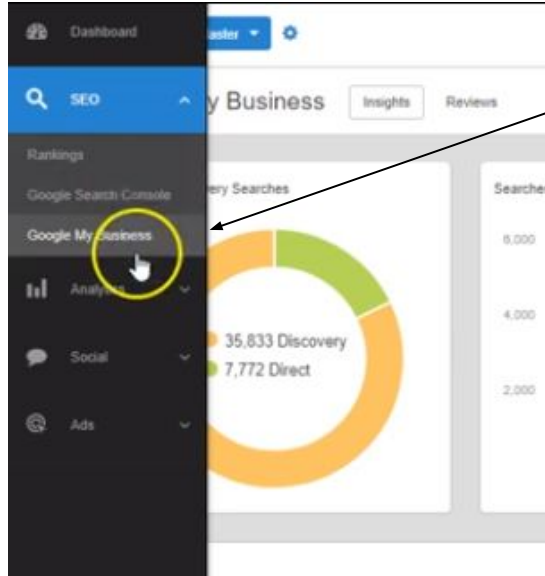 Dashboard
aster
SEO
y Business
Insights
Reviews
Rankings
Google Search Console
Google My Business
Analytics
Social
Ads
ery Searches
35,833 Discovery
7,772 Direct
Searche
6,000
4,000
2,000